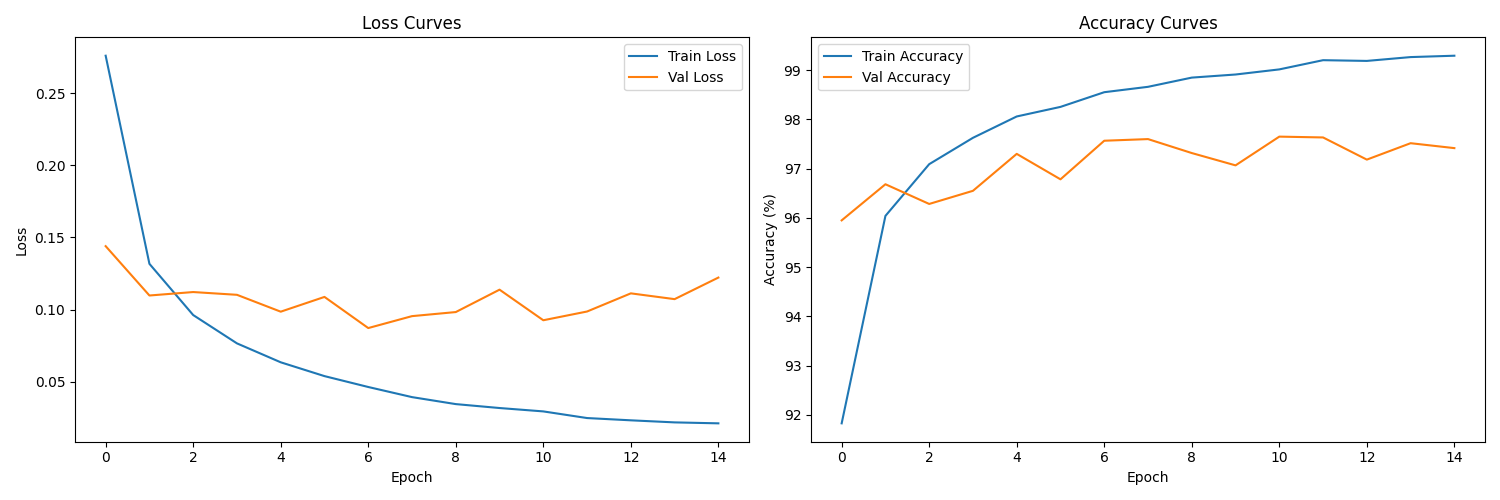 Loss Curves
Train Loss
Val Loss
0.25
0.20
0.15
0.10
0.05
Loss
0 2 4 6 8 10 12 14
Epoch
Accuracy Curves
Train Accuracy
Val Accuracy
99
98
97
96
95
94
93
92
Accuracy (%)
0 2 4 6 8 10 12 14
Epoch